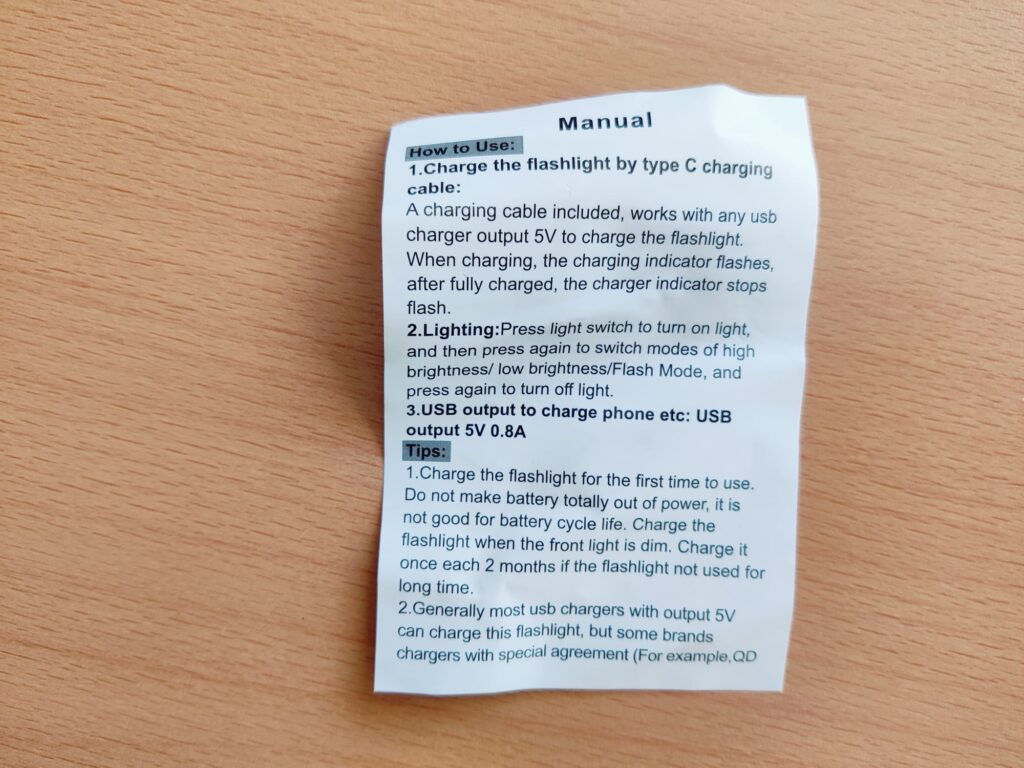 Manual
How to Use:
1.Charge the flashlight by type C charging
cable:
A charging cable included, works with any usb
charger output 5V to charge the flashlight.
When charging, the charging indicator flashes,
after fully charged, the charger indicator stops
flash.
2.Lighting:Press light switch to turn on light,
and then press again to switch modes of high
brightness/ low brightness/Flash Mode, and
press again to turn off light.
3.USB output to charge phone etc: USB
output 5V 0.8A
Tips:
1.Charge the flashlight for the first time to use.
Do not make battery totally out of power, it is
not good for battery cycle life. Charge the
flashlight when the front light is dim. Charge it
once each 2 months if the flashlight not used for
long time.
2.Generally most usb chargers with output 5V
can charge this flashlight, but some brands
chargers with special agreement (For example,QD